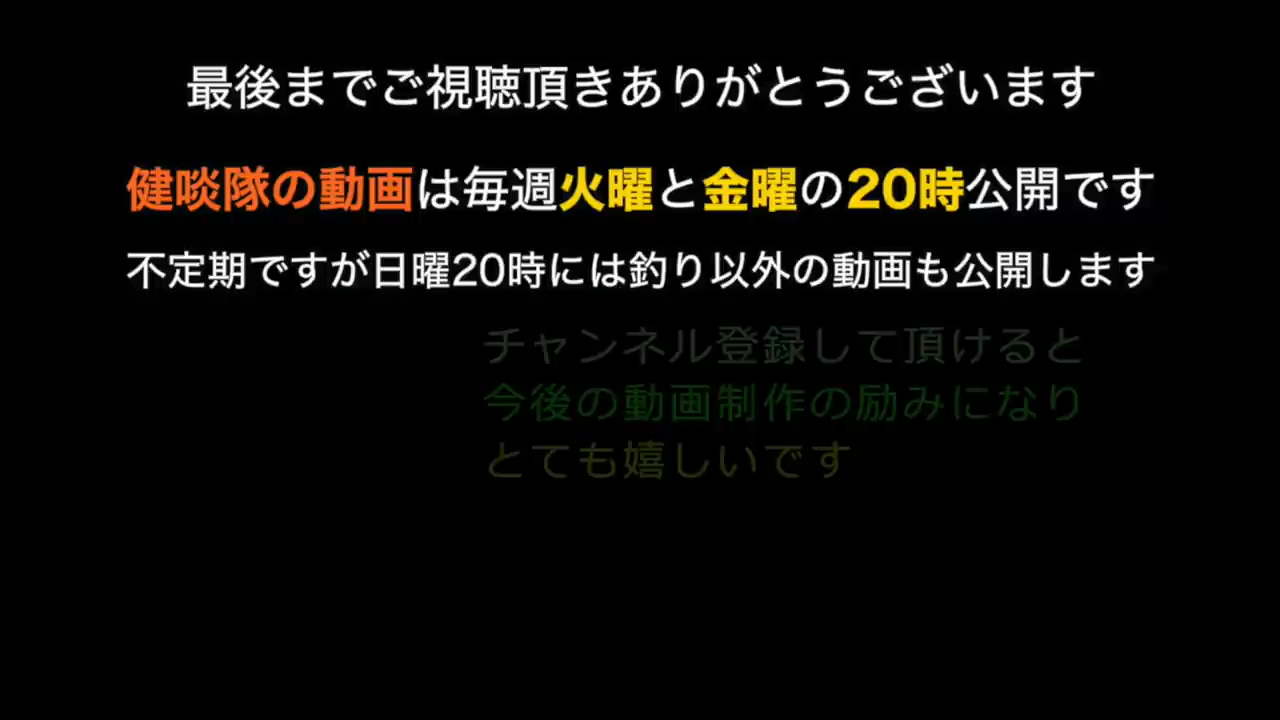 最後までご視聴頂きありがとうございます
健啖隊の動画は毎週火曜と金曜の20時公開です
不定期ですが日曜20時には釣り以外の動画も公開します
チャンネル登録して頂けると
今後の動画制作の励みになり
とても嬉しいです